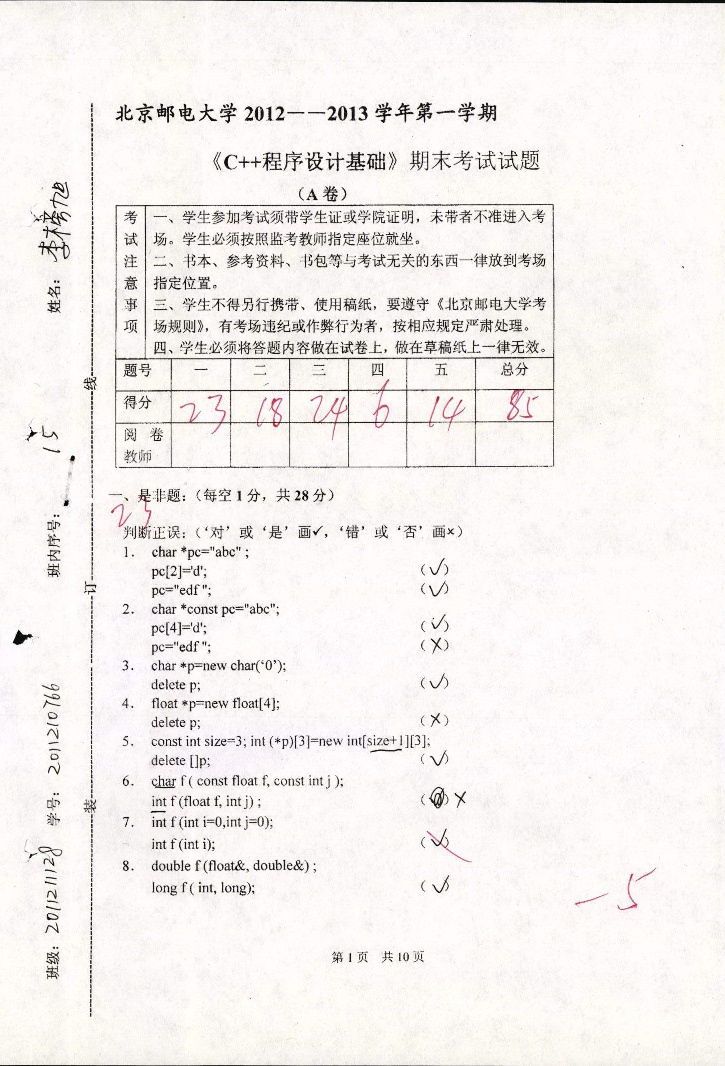 北京邮电大学2012——2013学年第一学期
《C++程序设计基础》期末考试试题
（A卷）
考试注意事项
一、学生参加考试须带学生证或学院证明，未带者不准进入考
场。学生必须按照监考教师指定座位就坐。
二、书本、参考资料、书包等与考试无关的东西一律放到考场
指定位置。
三、学生不得另行携带、使用稿纸，要遵守《北京邮电大学考
场规则》，有考场违纪或作弊行为者，按相应规定严肃处理。
四、学生必须将答题内容做在试卷上，做在草稿纸上一律无效。
题号 一 二 三 四 五 总分
得分 23 18 24 6 14 85
阅卷
教师
一、是非题：（每空1分，共28分）
23
判断正误：（‘对’或‘是’画✓，‘错’或‘否’画×）
1. char *pc="abc" ;
pc[2]='d'; (✓)
pc="edf "; (✓)
2. char *const pc="abc";
pc[4]='d'; (✓)
pc="edf "; (×)
3. char *p=new char(‘0’);
delete p; (✓)
4. float *p=new float[4];
delete p; (×)
5. const int size=3; int (*p)[3]=new int[size+1][3];
delete []p; (✓)
6. char f ( const float f, const int j );
int f (float f, int j) ; ( ) ×
7. int f (int i=0,int j=0);
int f (int i); (✓)
8. double f (float&, double&) ;
long f ( int, long); (✓)
-5
第1页 共10页
姓名：
班内序号： 15
学号： 2011210766
班级： 2011211128
线
订
装